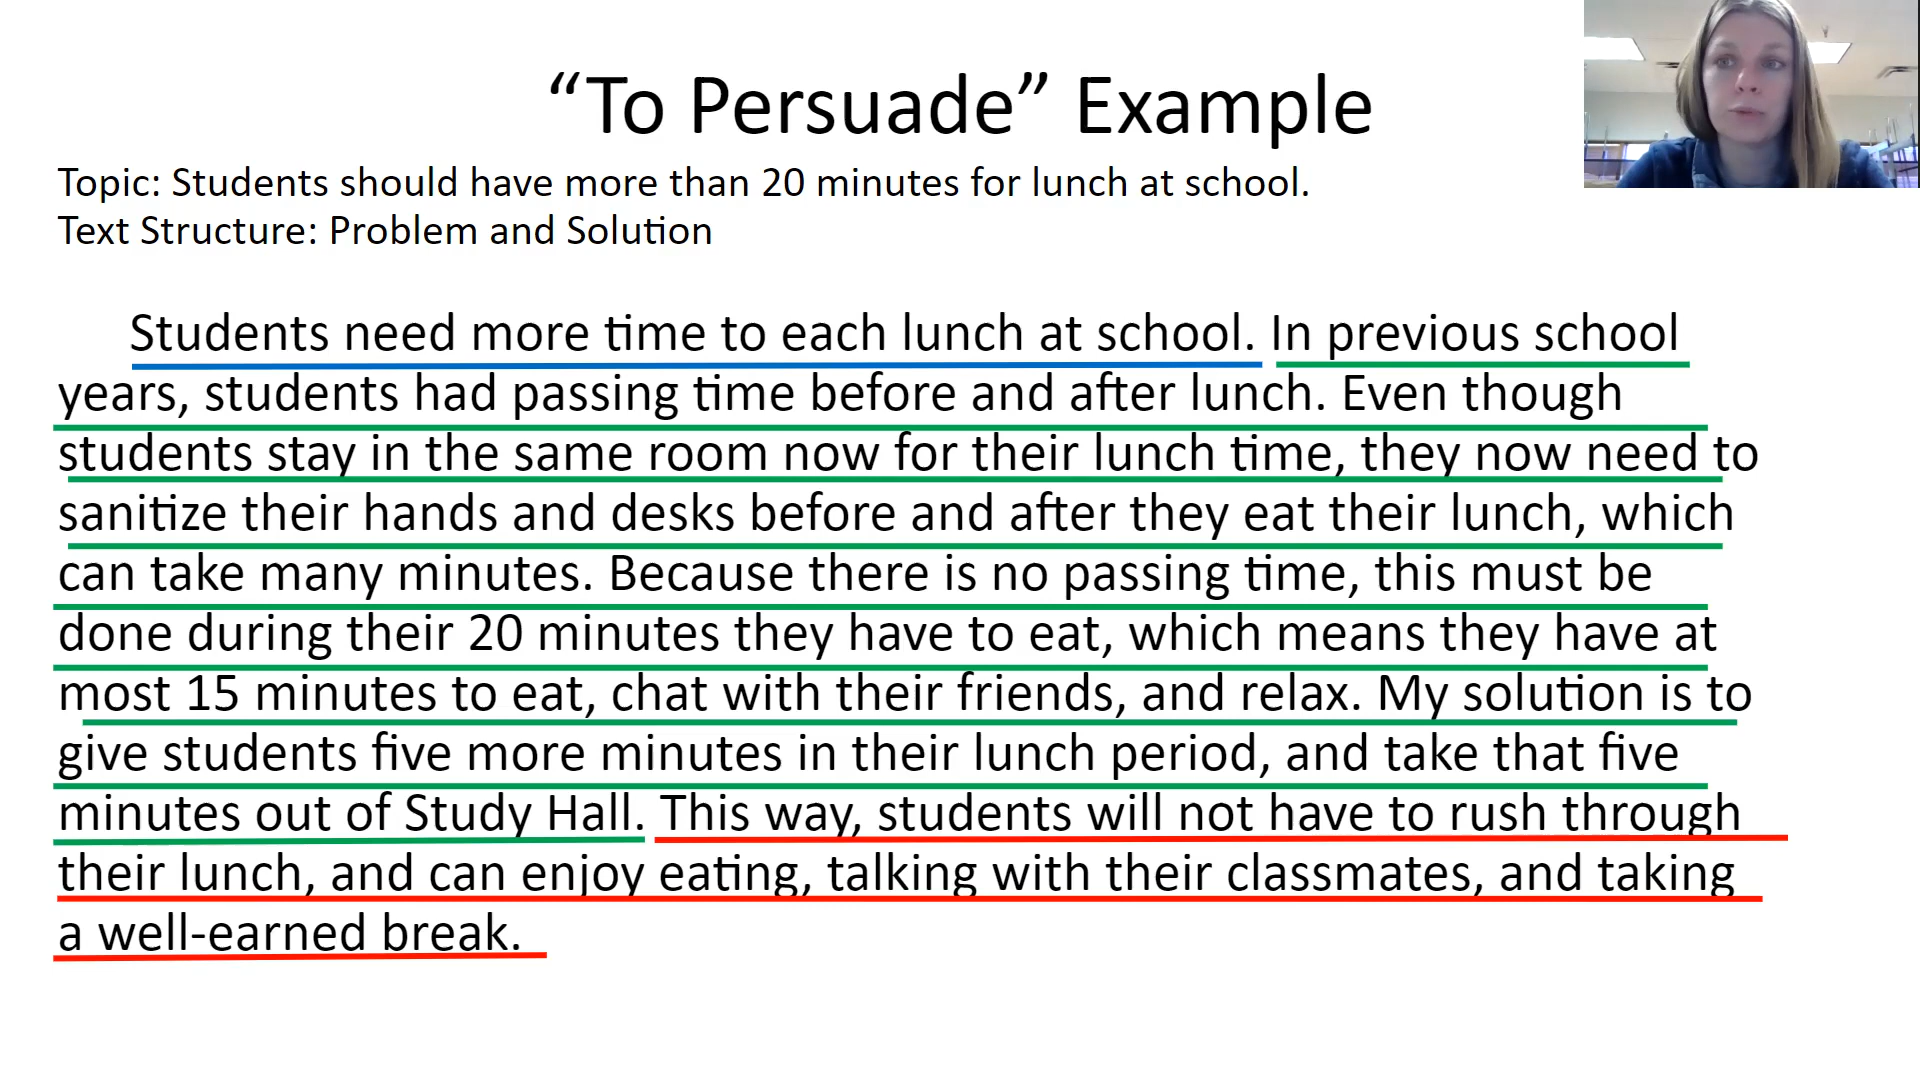 “To Persuade” Example
Topic: Students should have more than 20 minutes for lunch at school.
Text Structure: Problem and Solution
Students need more time to each lunch at school. In previous school
years, students had passing time before and after lunch. Even though
students stay in the same room now for their lunch time, they now need to
sanitize their hands and desks before and after they eat their lunch, which
can take many minutes. Because there is no passing time, this must be
done during their 20 minutes they have to eat, which means they have at
most 15 minutes to eat, chat with their friends, and relax. My solution is to
give students five more minutes in their lunch period, and take that five
minutes out of Study Hall. This way, students will not have to rush through
their lunch, and can enjoy eating, talking with their classmates, and taking
a well-earned break.